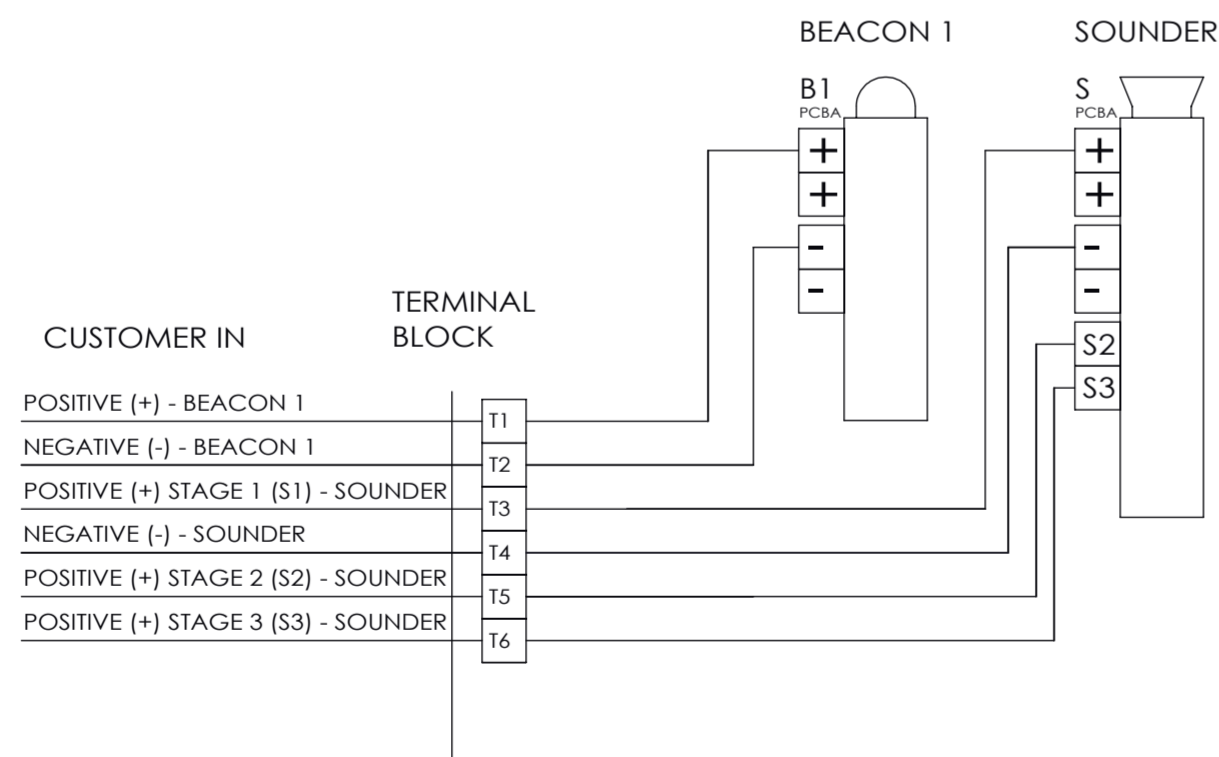 BEACON 1
SOUNDER
B1
PCBA
+
+
-
-
S
PCBA
+
+
-
-
S2
S3
CUSTOMER IN
TERMINAL
BLOCK
POSITIVE (+) - BEACON 1
T1
NEGATIVE (-) - BEACON 1
T2
POSITIVE (+) STAGE 1 (S1) - SOUNDER
T3
NEGATIVE (-) - SOUNDER
T4
POSITIVE (+) STAGE 2 (S2) - SOUNDER
T5
POSITIVE (+) STAGE 3 (S3) - SOUNDER
T6